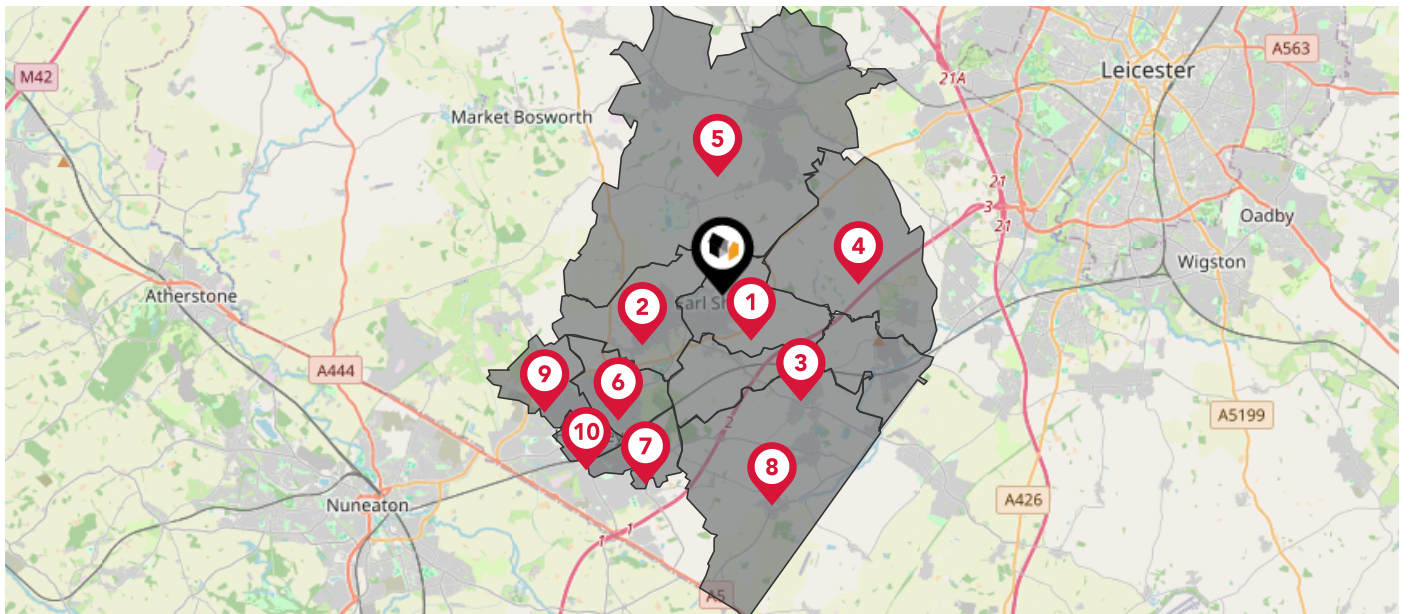 Leicester
A563
M42
21A
Market Bosworth
5
21
3
21
Oadby
4
Wigston
Atherstone
2
1
A444
3
9
6
A5199
2
10
7
8
A426
Nuneaton
1
1
A5